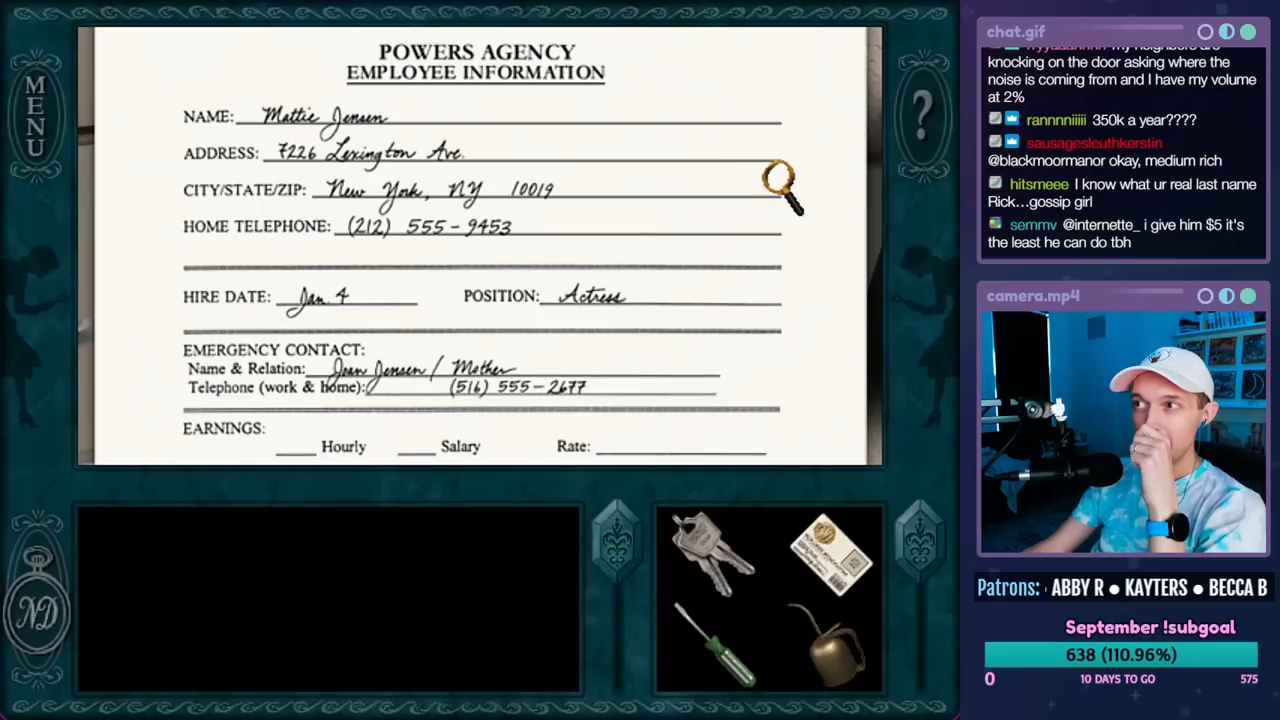 MENU
POWERS AGENCY
EMPLOYEE INFORMATION
NAME: Mattie Jensen
ADDRESS: 7226 Lexington Ave.
CITY/STATE/ZIP: New York, NY 10019
HOME TELEPHONE: (212) 555-9453
HIRE DATE: Jan. 4 POSITION: Actress
EMERGENCY CONTACT:
Name & Relation: Joan Jensen / Mother
Telephone (work & home): (516) 555-2677
EARNINGS:
Hourly Salary Rate:
?
ND
chat.gif
my neighbors are
knocking on the door asking where the
noise is coming from and I have my volume
at 2%
rannnniiiii 350k a year????
sausagesleuthkerstin
@blackmoormanor okay, medium rich
hitsmeee I know what ur real last name
Rick...gossip girl
semmv @internette_ i give him $5 it's
the least he can do tbh
camera.mp4
Patrons: ABBY R ● KAYTERS ● BECCA B
September !subgoal
638 (110.96%)
0 10 DAYS TO GO 575